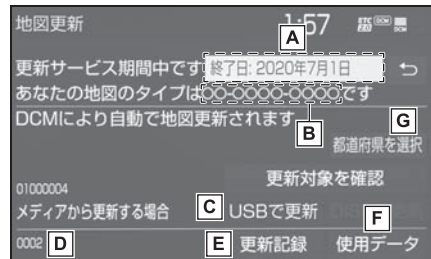 地図更新 1:57 ETC DCM
A
更新サービス期間中です 終了日: 2020年7月1日
あなたの地図のタイプは○○-○○○○-○○○○です
B
DCMにより自動で地図更新されます
G
都道府県を選択
更新対象を確認
01000004
メディアから更新する場合 C USBで更新
F
0002 D E 更新記録 使用データ